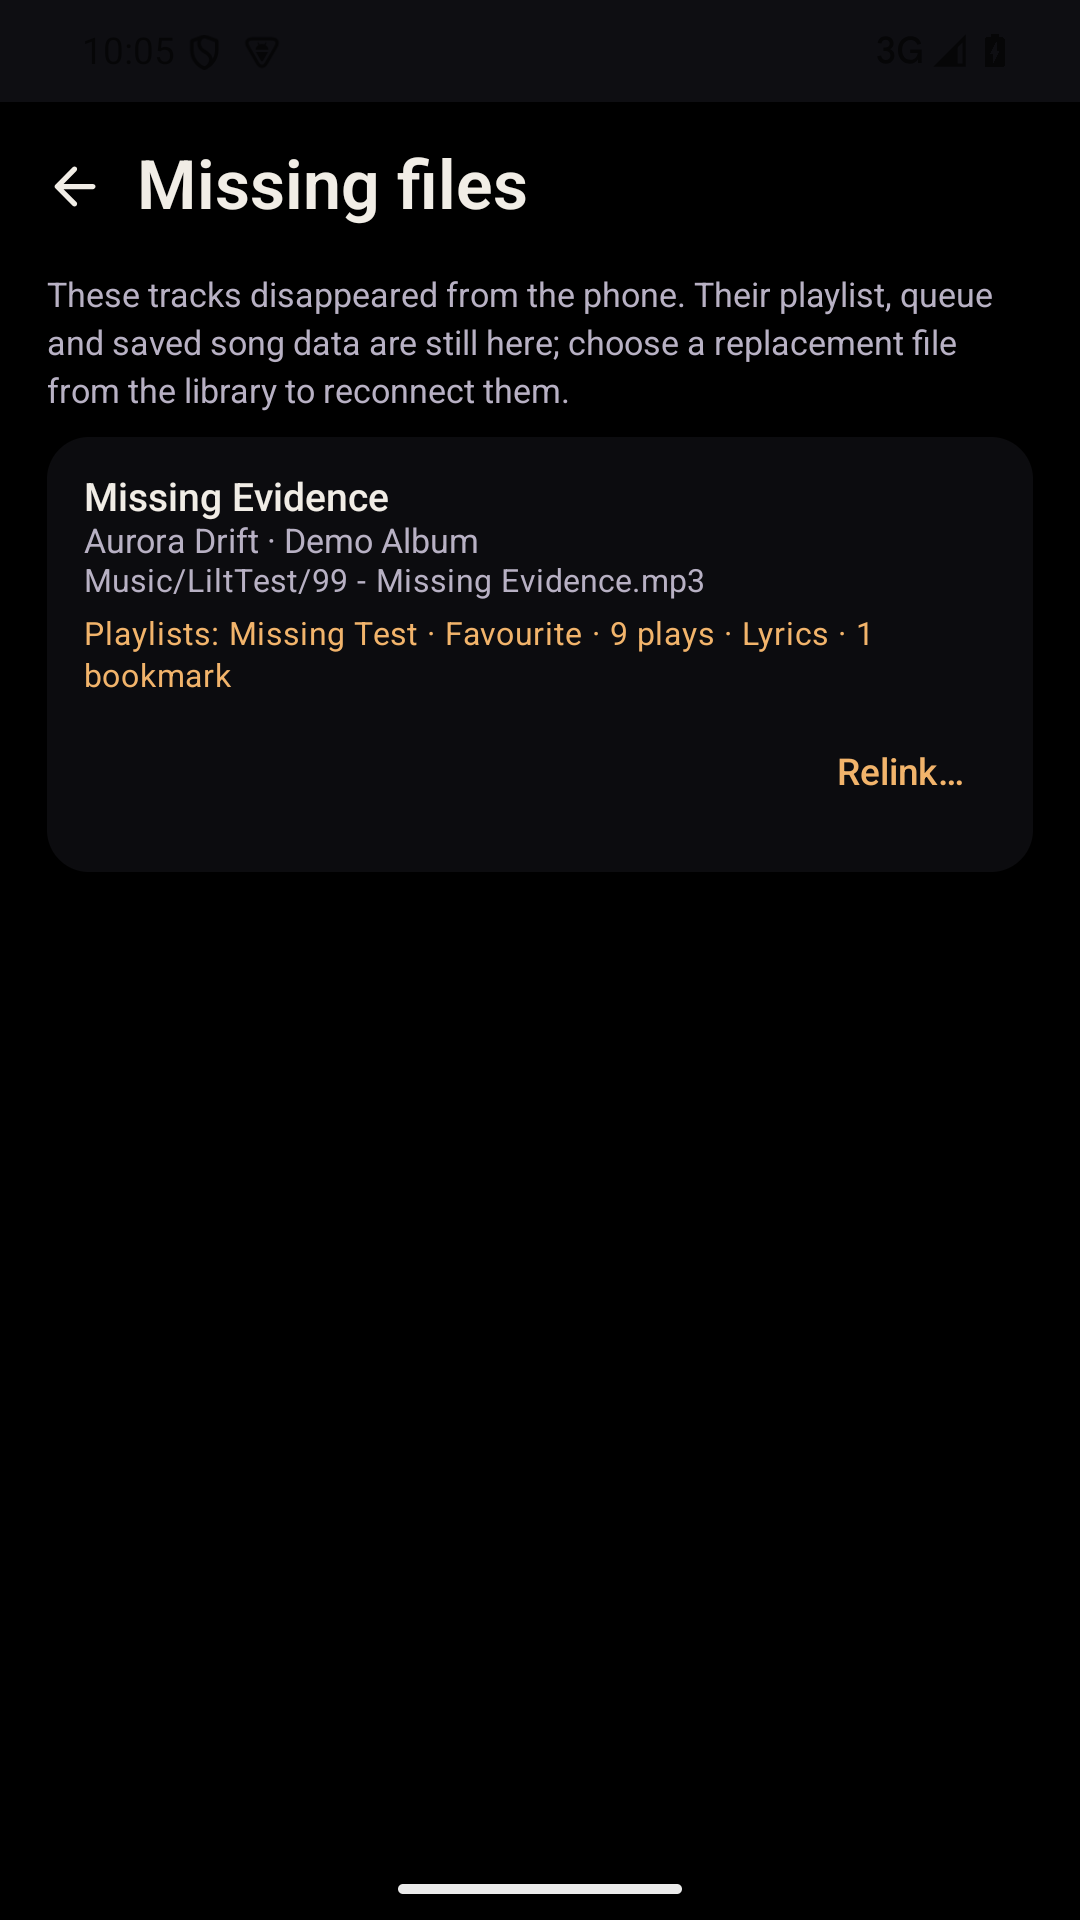 10:05 3G
Missing files
These tracks disappeared from the phone. Their playlist, queue
and saved song data are still here; choose a replacement file
from the library to reconnect them.
Missing Evidence
Aurora Drift · Demo Album
Music/LiltTest/99 - Missing Evidence.mp3
Playlists: Missing Test · Favourite · 9 plays · Lyrics · 1
bookmark
Relink…